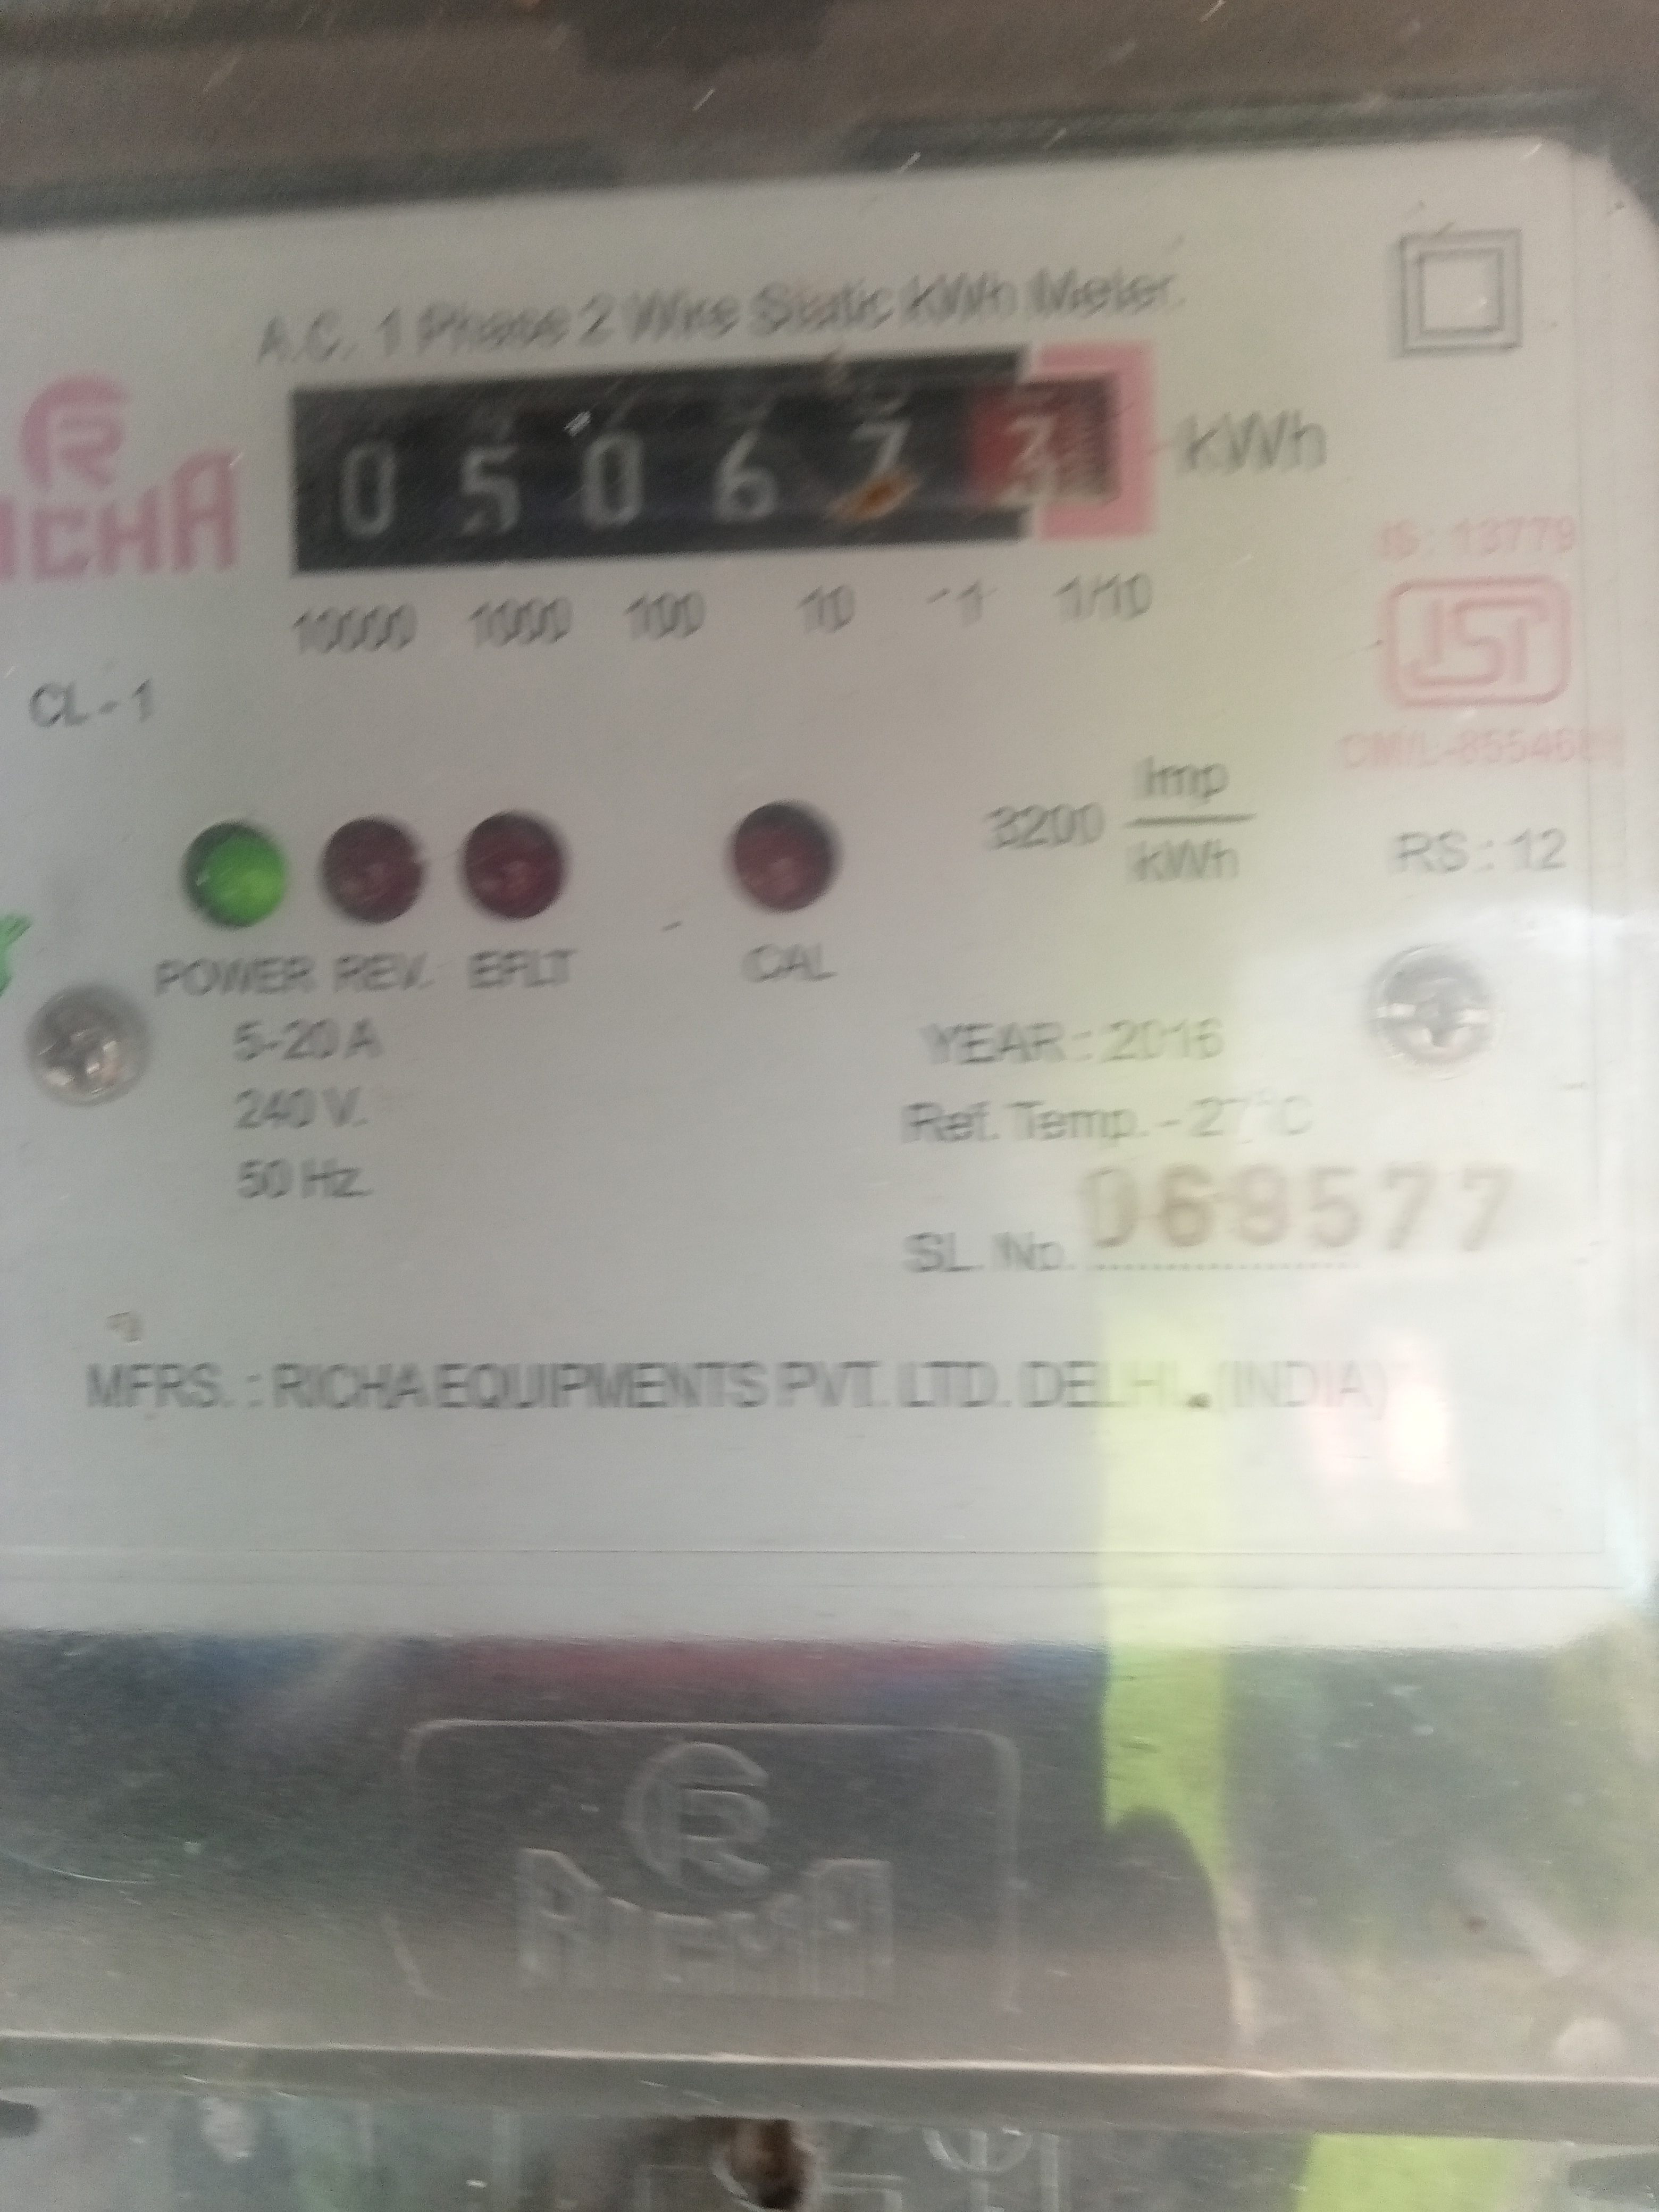 A.C. 1 Phase 2 Wire Static kWh Meter.
RICHA
0 5 0 6 7 kWh
10000 1000 100 10 1 1/10
IS : 13779
ISI
CL - 1
3200 Imp
kWh
RS : 12
POWER REV. EFLT CAL
5-20 A
240 V.
50 Hz.
YEAR : 2016
Ref. Temp. - 27°C
SL. No. 069577
MFRS. : RICHA EQUIPMENTS PVT. LTD. DELHI. (INDIA)
R
RICHA